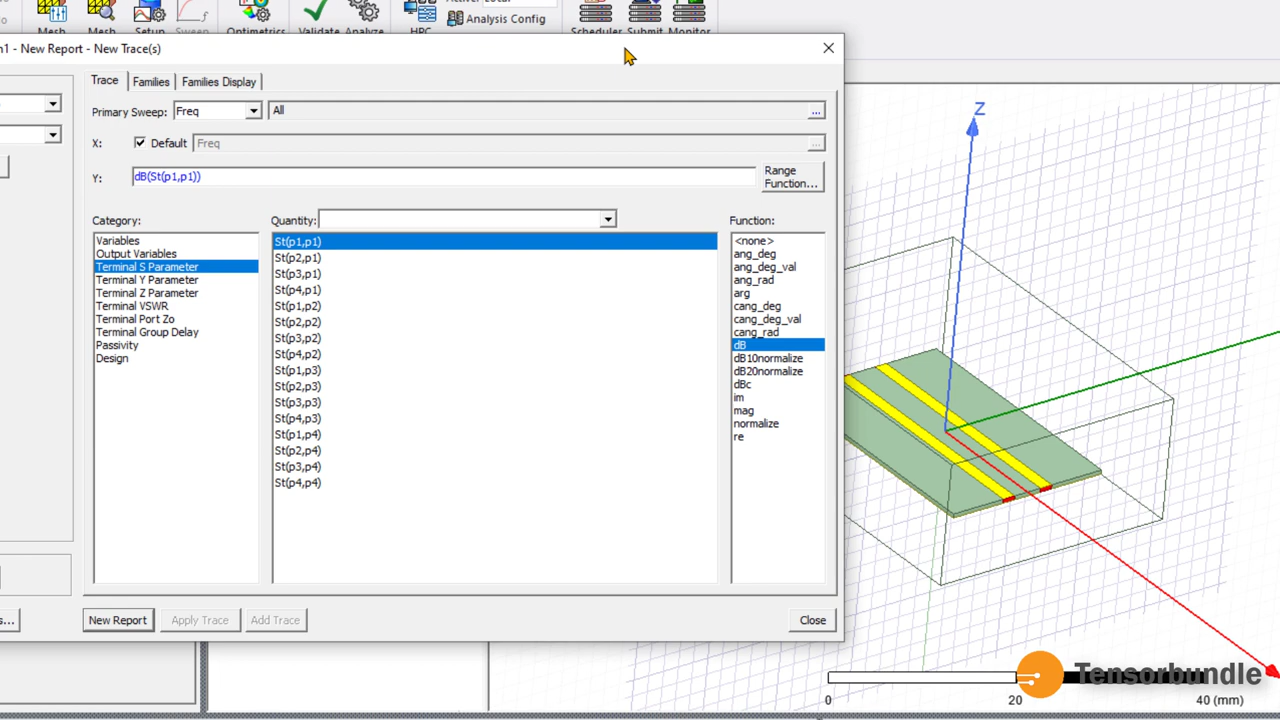 Mesh Mesh Setup Sweep Optimetrics Validate Analyze HPC Analysis Config Scheduler Submit Monitor
n1 - New Report - New Trace(s)
Trace Families Families Display
Primary Sweep: Freq All ...
X: Default Freq ...
Y: dB(St(p1,p1)) Range
Function...
Category: Quantity: Function:
Variables
Output Variables
Terminal S Parameter
Terminal Y Parameter
Terminal Z Parameter
Terminal VSWR
Terminal Port Zo
Terminal Group Delay
Passivity
Design
St(p1,p1)
St(p2,p1)
St(p3,p1)
St(p4,p1)
St(p1,p2)
St(p2,p2)
St(p3,p2)
St(p4,p2)
St(p1,p3)
St(p2,p3)
St(p3,p3)
St(p4,p3)
St(p1,p4)
St(p2,p4)
St(p3,p4)
St(p4,p4)
<none>
ang_deg
ang_deg_val
ang_rad
arg
cang_deg
cang_deg_val
cang_rad
dB
dB10normalize
dB20normalize
dBc
im
mag
normalize
re
Z
s... New Report Apply Trace Add Trace Close
Tensorbundle
0 20 40 (mm)